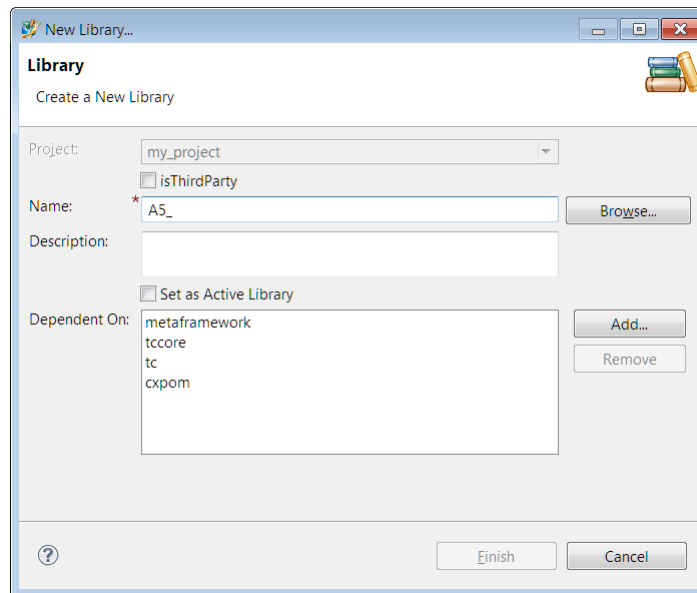 New Library...
Library
Create a New Library
Project:
my_project
isThirdParty
Name:
*
A5_
Browse...
Description:
Set as Active Library
Dependent On:
metaframework
tccore
tc
cxpom
Add...
Remove
?
Finish
Cancel